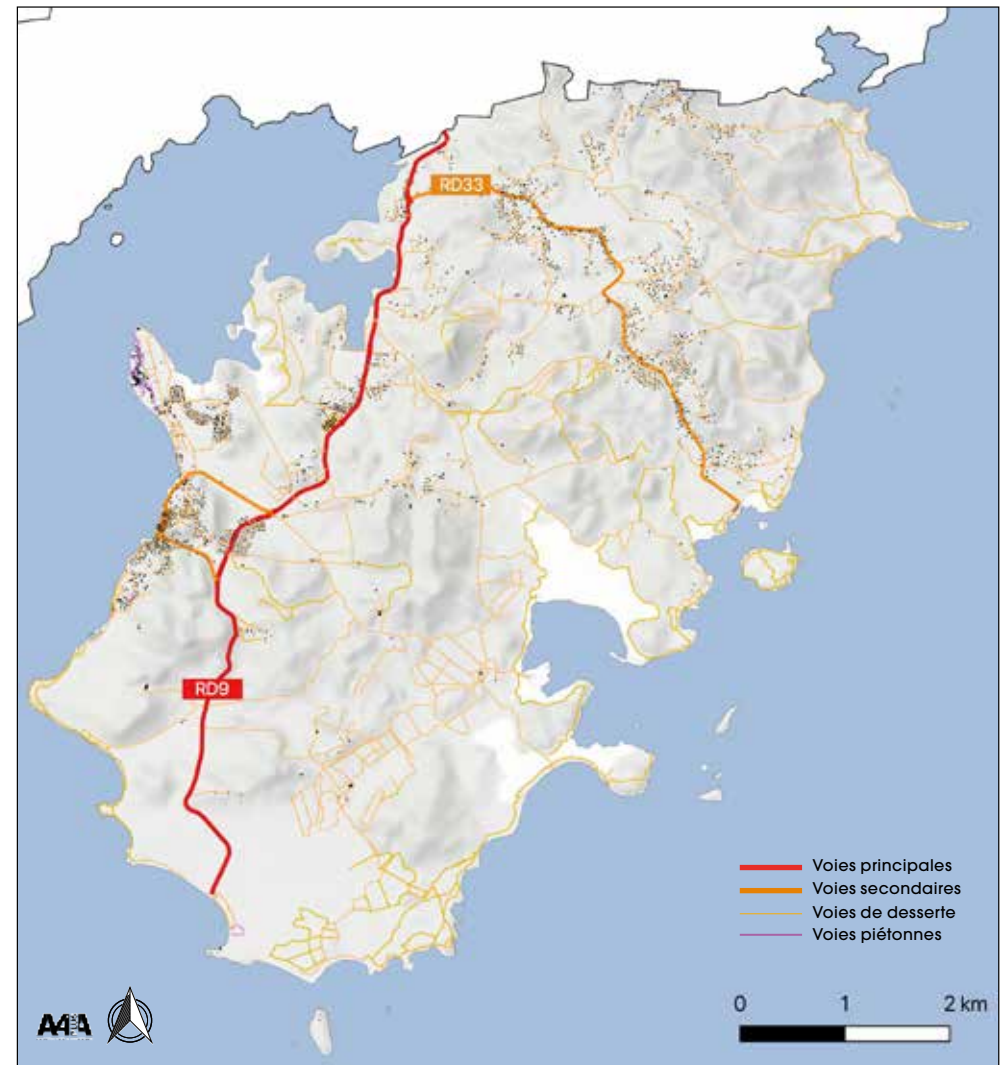 RD33
RD9
Voies principales
Voies secondaires
Voies de desserte
Voies piétonnes
0 1 2 km